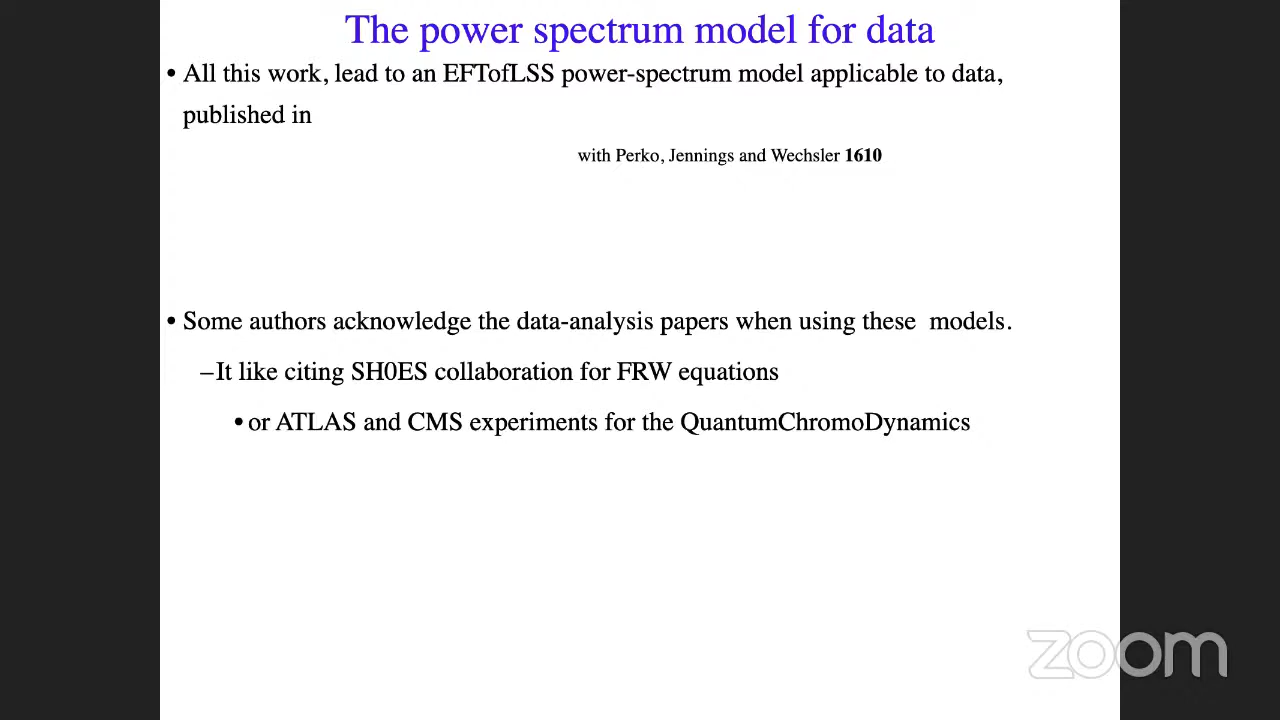 The power spectrum model for data
• All this work, lead to an EFTofLSS power-spectrum model applicable to data,
published in
with Perko, Jennings and Wechsler 1610
• Some authors acknowledge the data-analysis papers when using these models.
–It like citing SH0ES collaboration for FRW equations
• or ATLAS and CMS experiments for the QuantumChromoDynamics
zoom